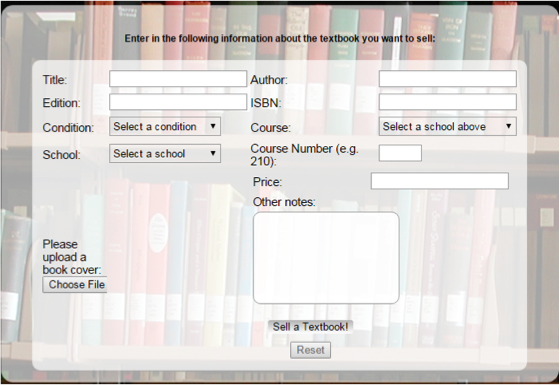 Enter in the following information about the textbook you want to sell:
Title:
Author:
Edition:
ISBN:
Condition:
Select a condition
Course:
Select a school above
School:
Select a school
Course Number (e.g.
210):
Price:
Other notes:
Please
upload a
book cover:
Choose File
Sell a Textbook!
Reset